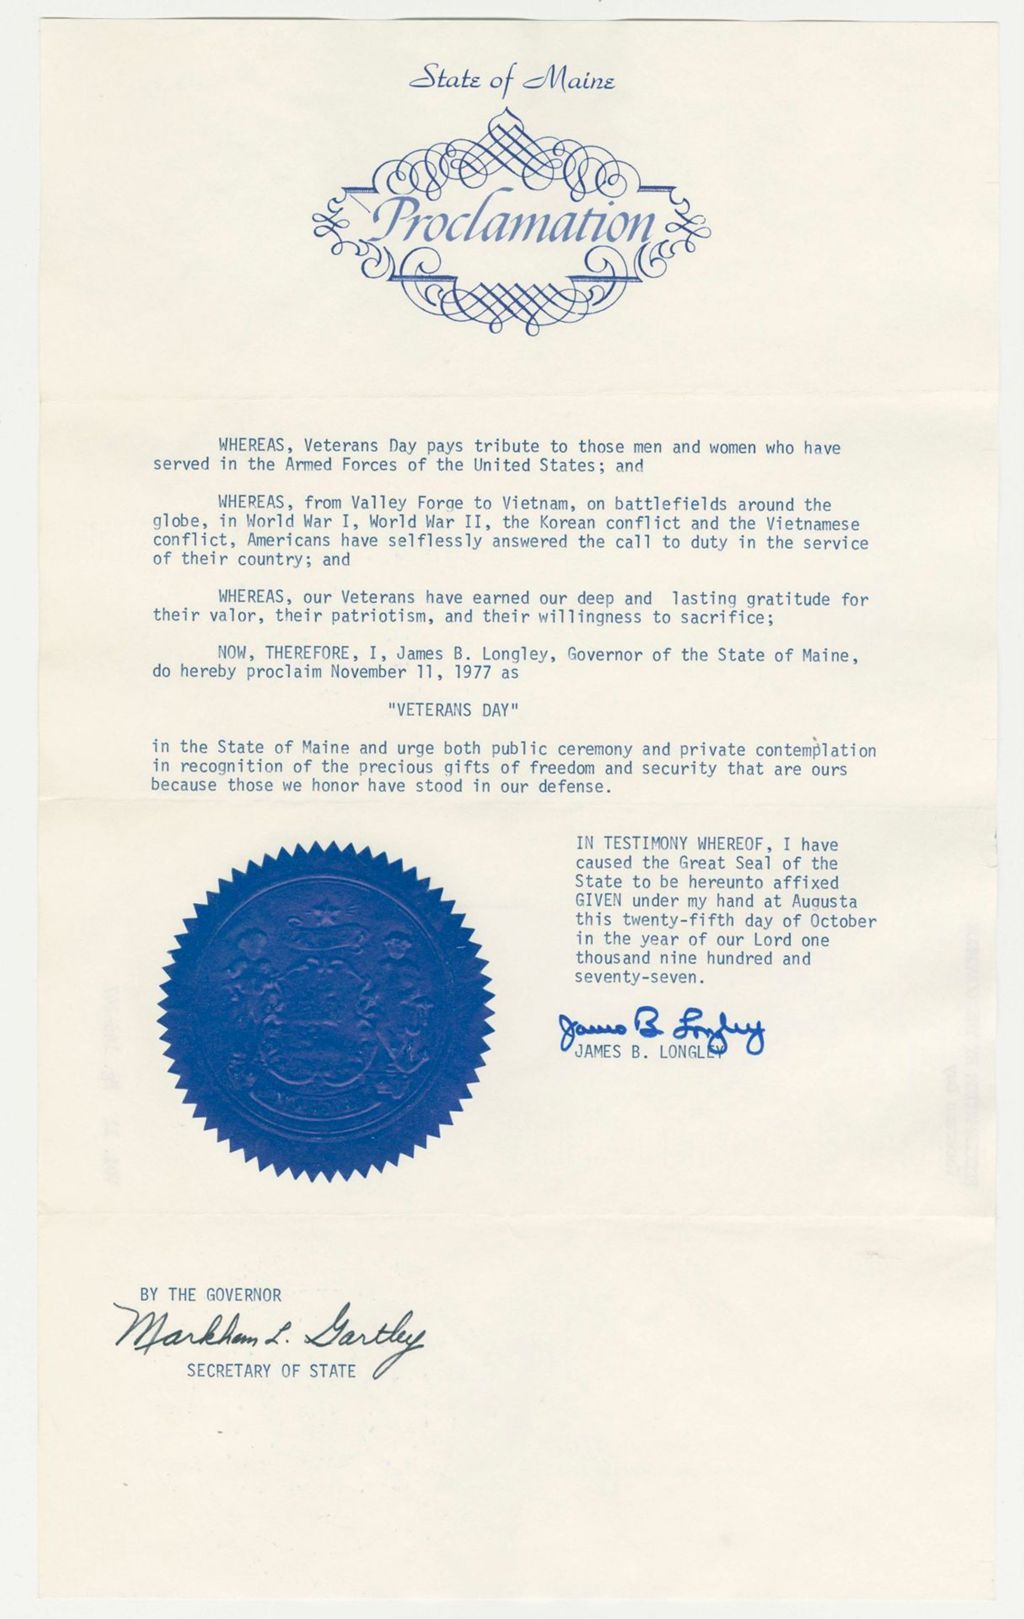 State of Maine
Proclamation
WHEREAS, Veterans Day pays tribute to those men and women who have
served in the Armed Forces of the United States; and
WHEREAS, from Valley Forge to Vietnam, on battlefields around the
globe, in World War I, World War II, the Korean conflict and the Vietnamese
conflict, Americans have selflessly answered the call to duty in the service
of their country; and
WHEREAS, our Veterans have earned our deep and lasting gratitude for
their valor, their patriotism, and their willingness to sacrifice;
NOW, THEREFORE, I, James B. Longley, Governor of the State of Maine,
do hereby proclaim November 11, 1977 as
"VETERANS DAY"
in the State of Maine and urge both public ceremony and private contemplation
in recognition of the precious gifts of freedom and security that are ours
because those we honor have stood in our defense.
IN TESTIMONY WHEREOF, I have
caused the Great Seal of the
State to be hereunto affixed
GIVEN under my hand at Augusta
this twenty-fifth day of October
in the year of our Lord one
thousand nine hundred and
seventy-seven.
James B. Longley
JAMES B. LONGLEY
BY THE GOVERNOR
Markham L. Gartley
SECRETARY OF STATE